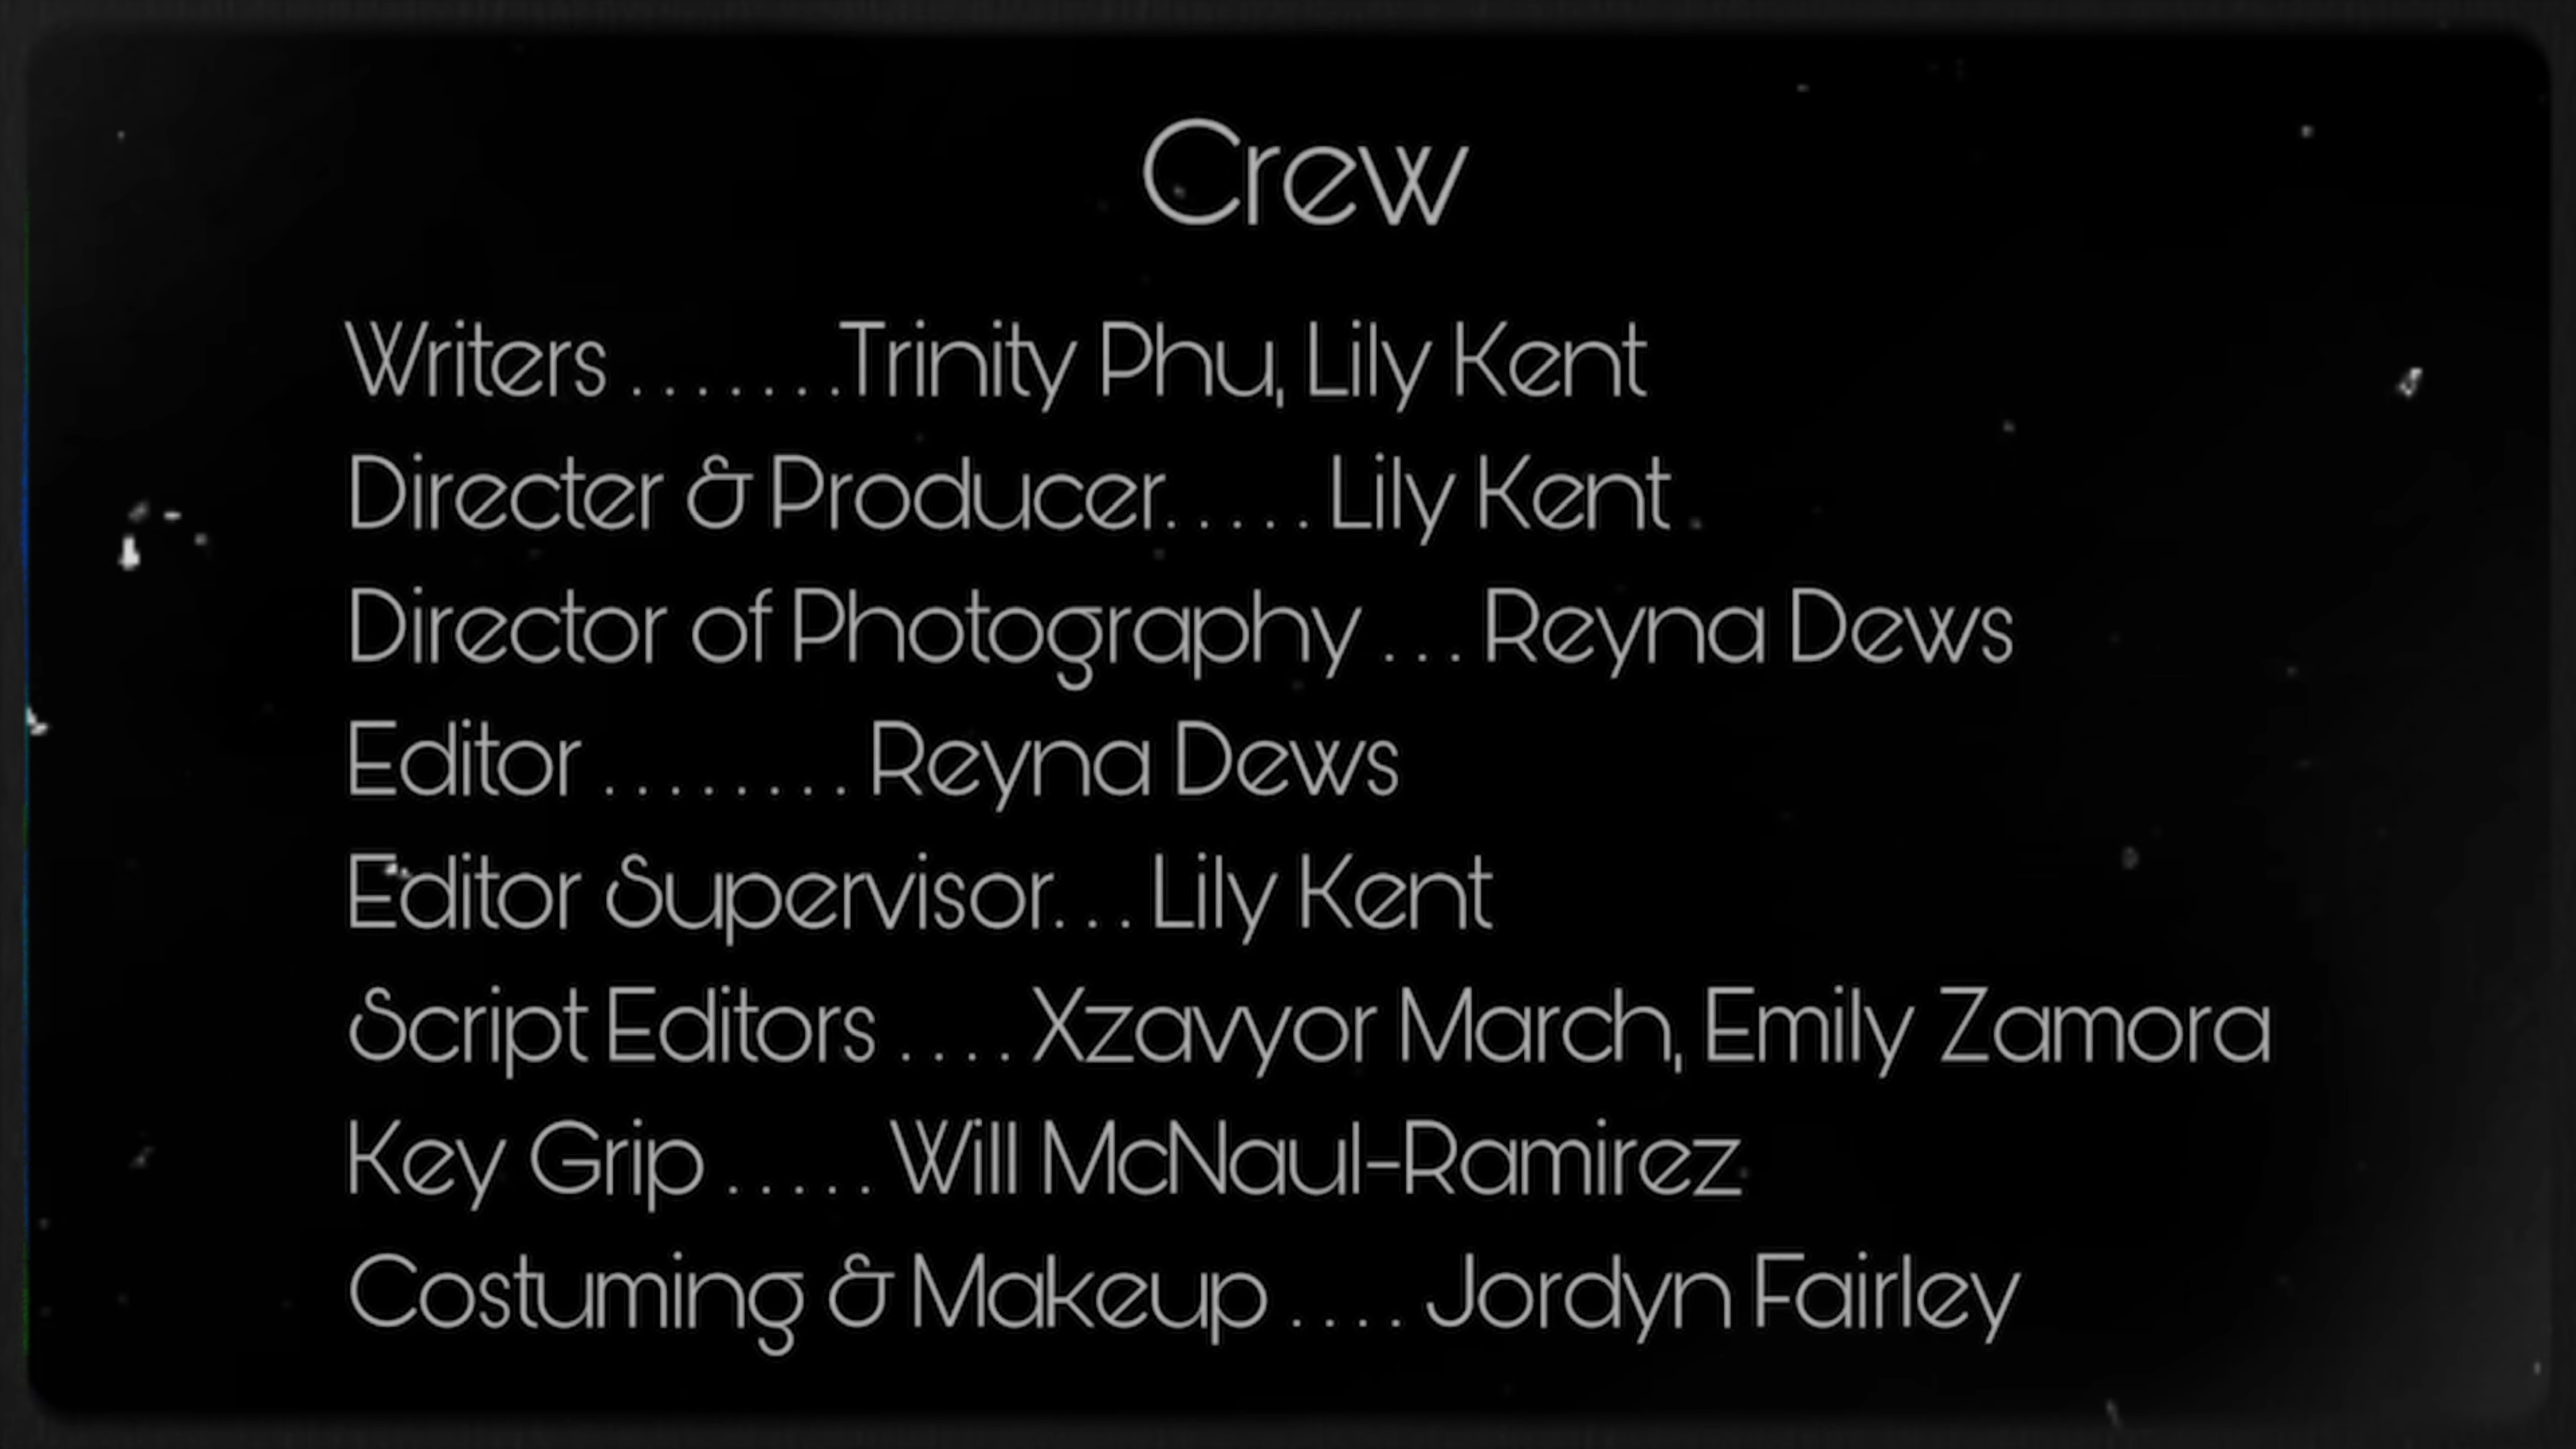 Crew
Writers . . . . . . .Trinity Phu, Lily Kent
Directer & Producer. . . . . Lily Kent
Director of Photography . . . Reyna Dews
Editor . . . . . . . . Reyna Dews
Editor Supervisor. . . Lily Kent
Script Editors . . . . Xzavyor March, Emily Zamora
Key Grip . . . . . Will McNaul-Ramirez
Costuming & Makeup . . . . Jordyn Fairley